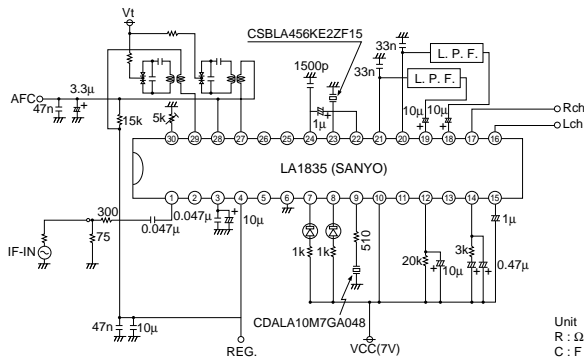 Vt
CSBLA456KE2ZF15
33n
L. P. F.
1500p
33n
L. P. F.
AFC
3.3μ
47n
15k
5k
1μ
10μ
10μ
Rch
Lch
30 29 28 27 26 25 24 23 22 21 20 19 18 17 16
LA1835 (SANYO)
1 2 3 4 5 6 7 8 9 10 11 12 13 14 15
300
0.047μ
0.047μ
10μ
510
1μ
IF-IN
75
1k
1k
20k
10μ
3k
0.47μ
47n
10μ
CDALA10M7GA048
REG.
VCC(7V)
Unit
R : Ω
C : F